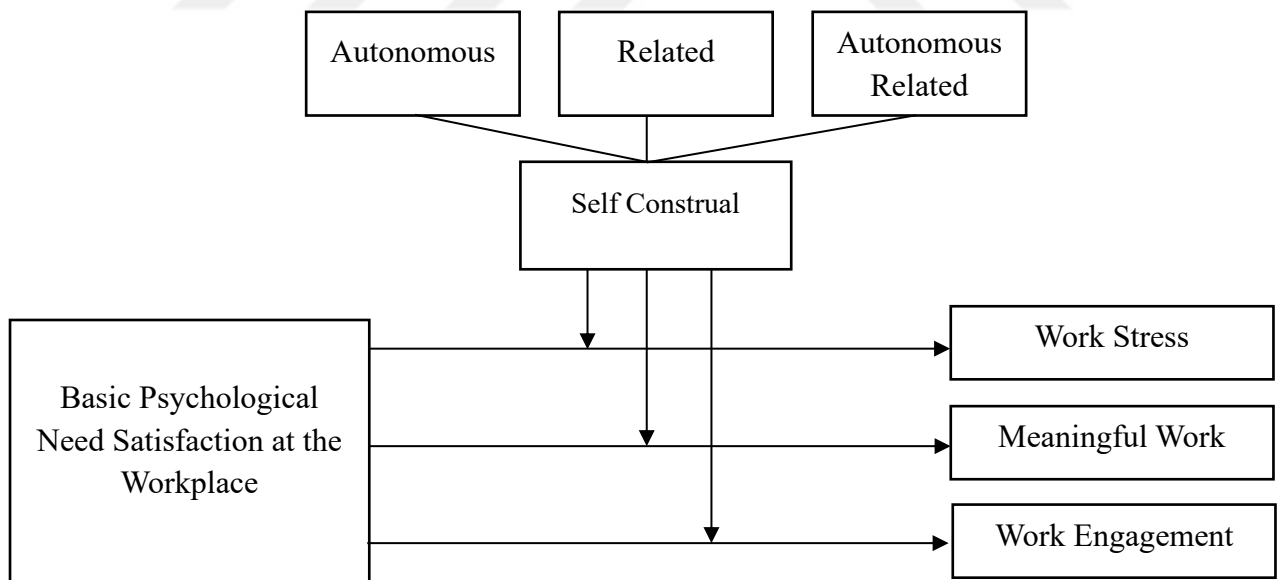 Autonomous
Related
Autonomous
Related
Self Construal
Basic Psychological
Need Satisfaction at the
Workplace
Work Stress
Meaningful Work
Work Engagement